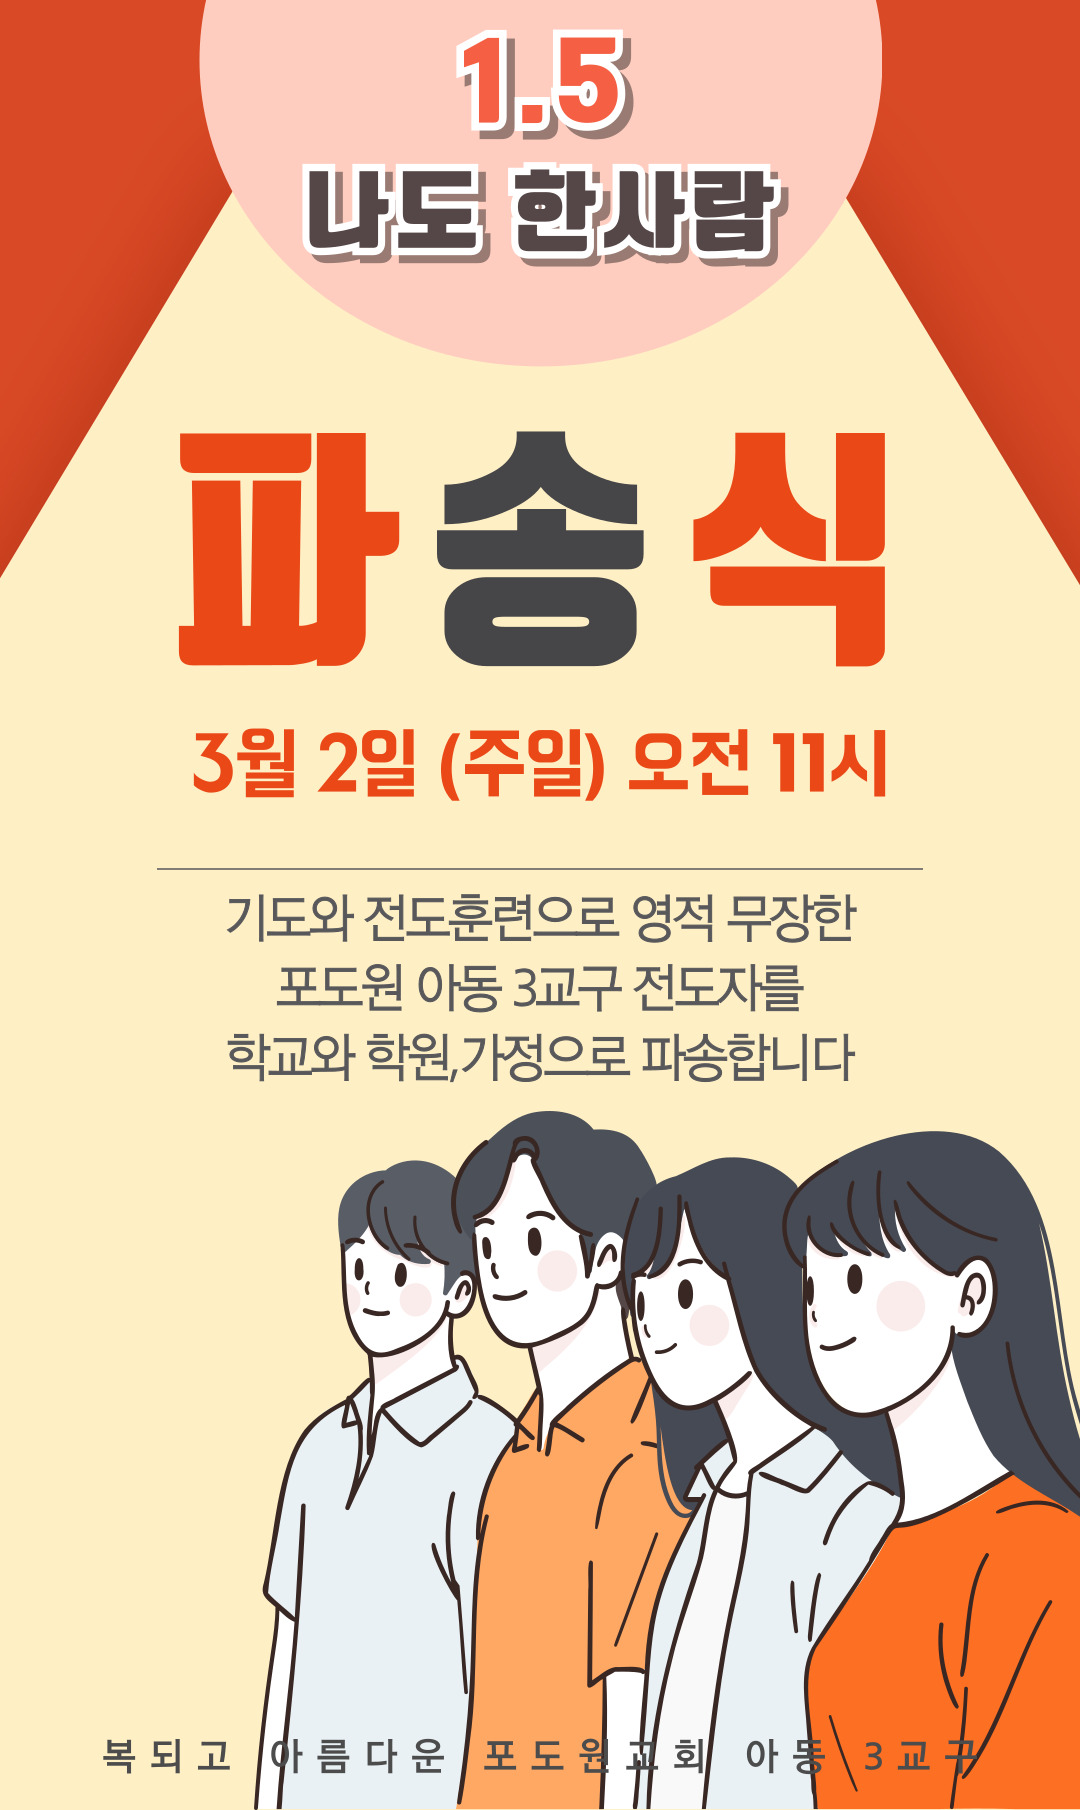 1.5
나도 한사람
파송식
3월 2일 (주일) 오전 11시
기도와 전도훈련으로 영적 무장한
포도원 아동 3교구 전도자를
학교와 학원,가정으로 파송합니다
복되고 아름다운 포도원교회 아동 3교구